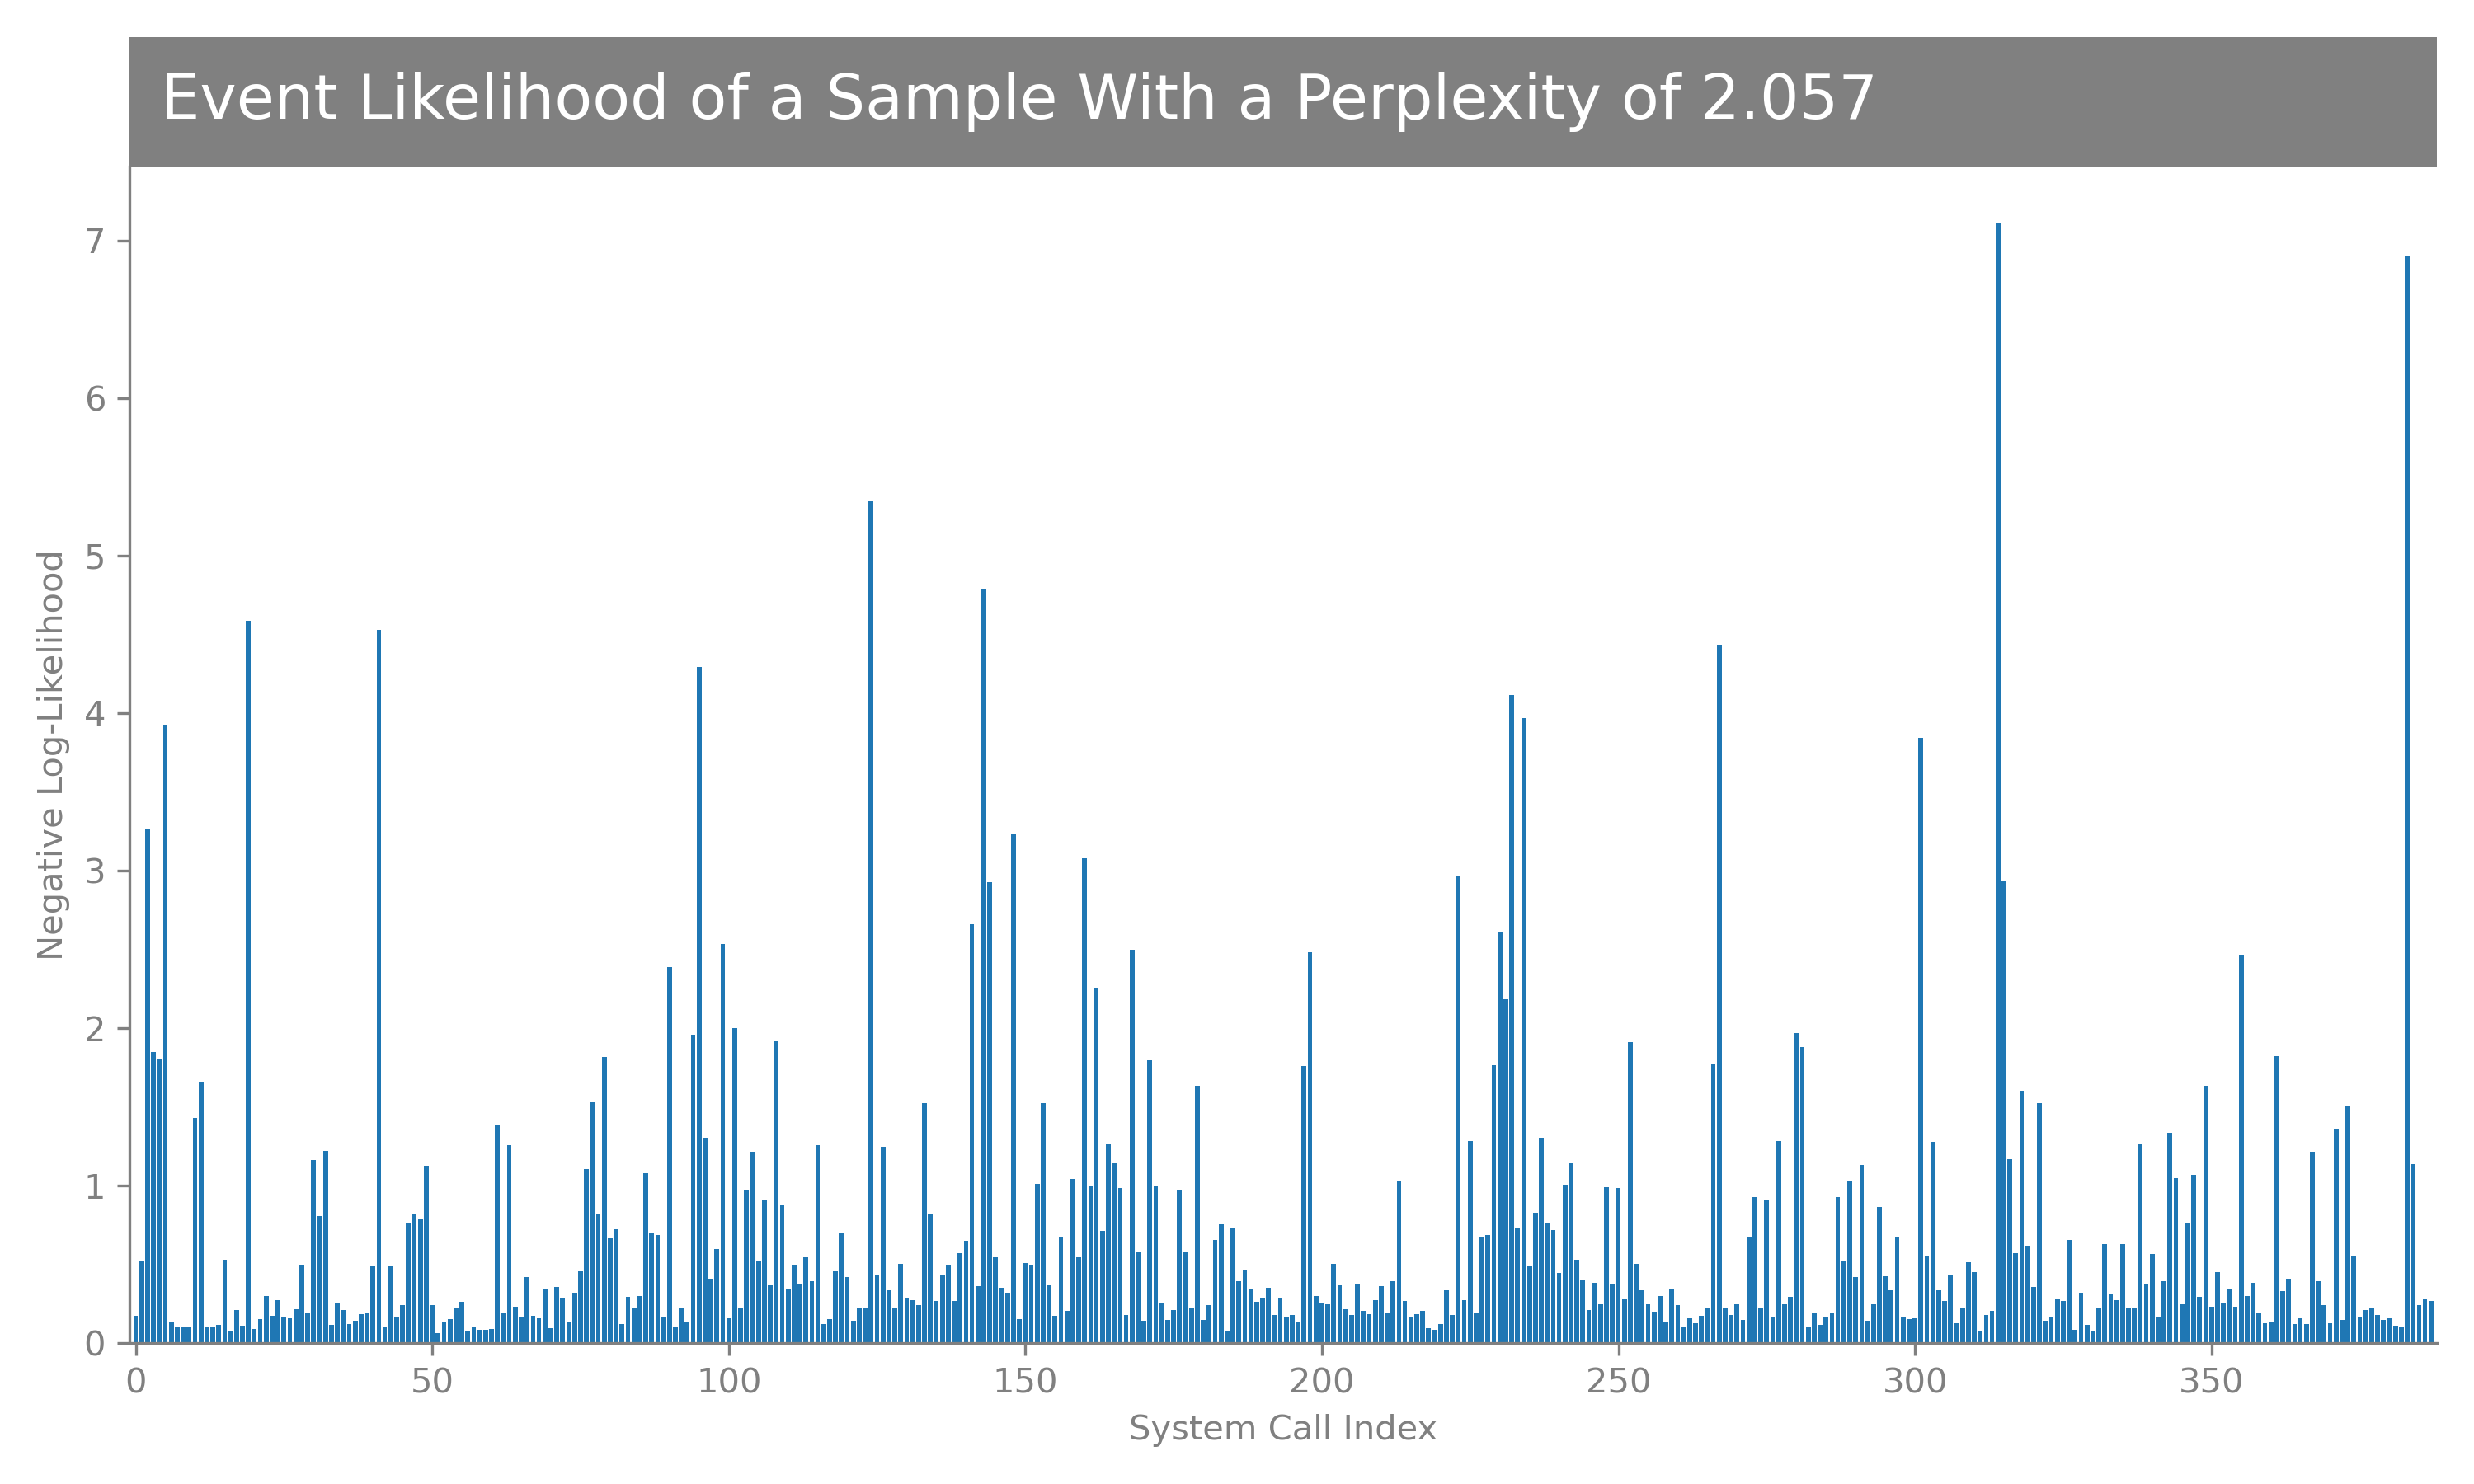 Event Likelihood of a Sample With a Perplexity of 2.057
Negative Log-Likelihood
7
6
5
4
3
2
1
0
0 50 100 150 200 250 300 350
System Call Index